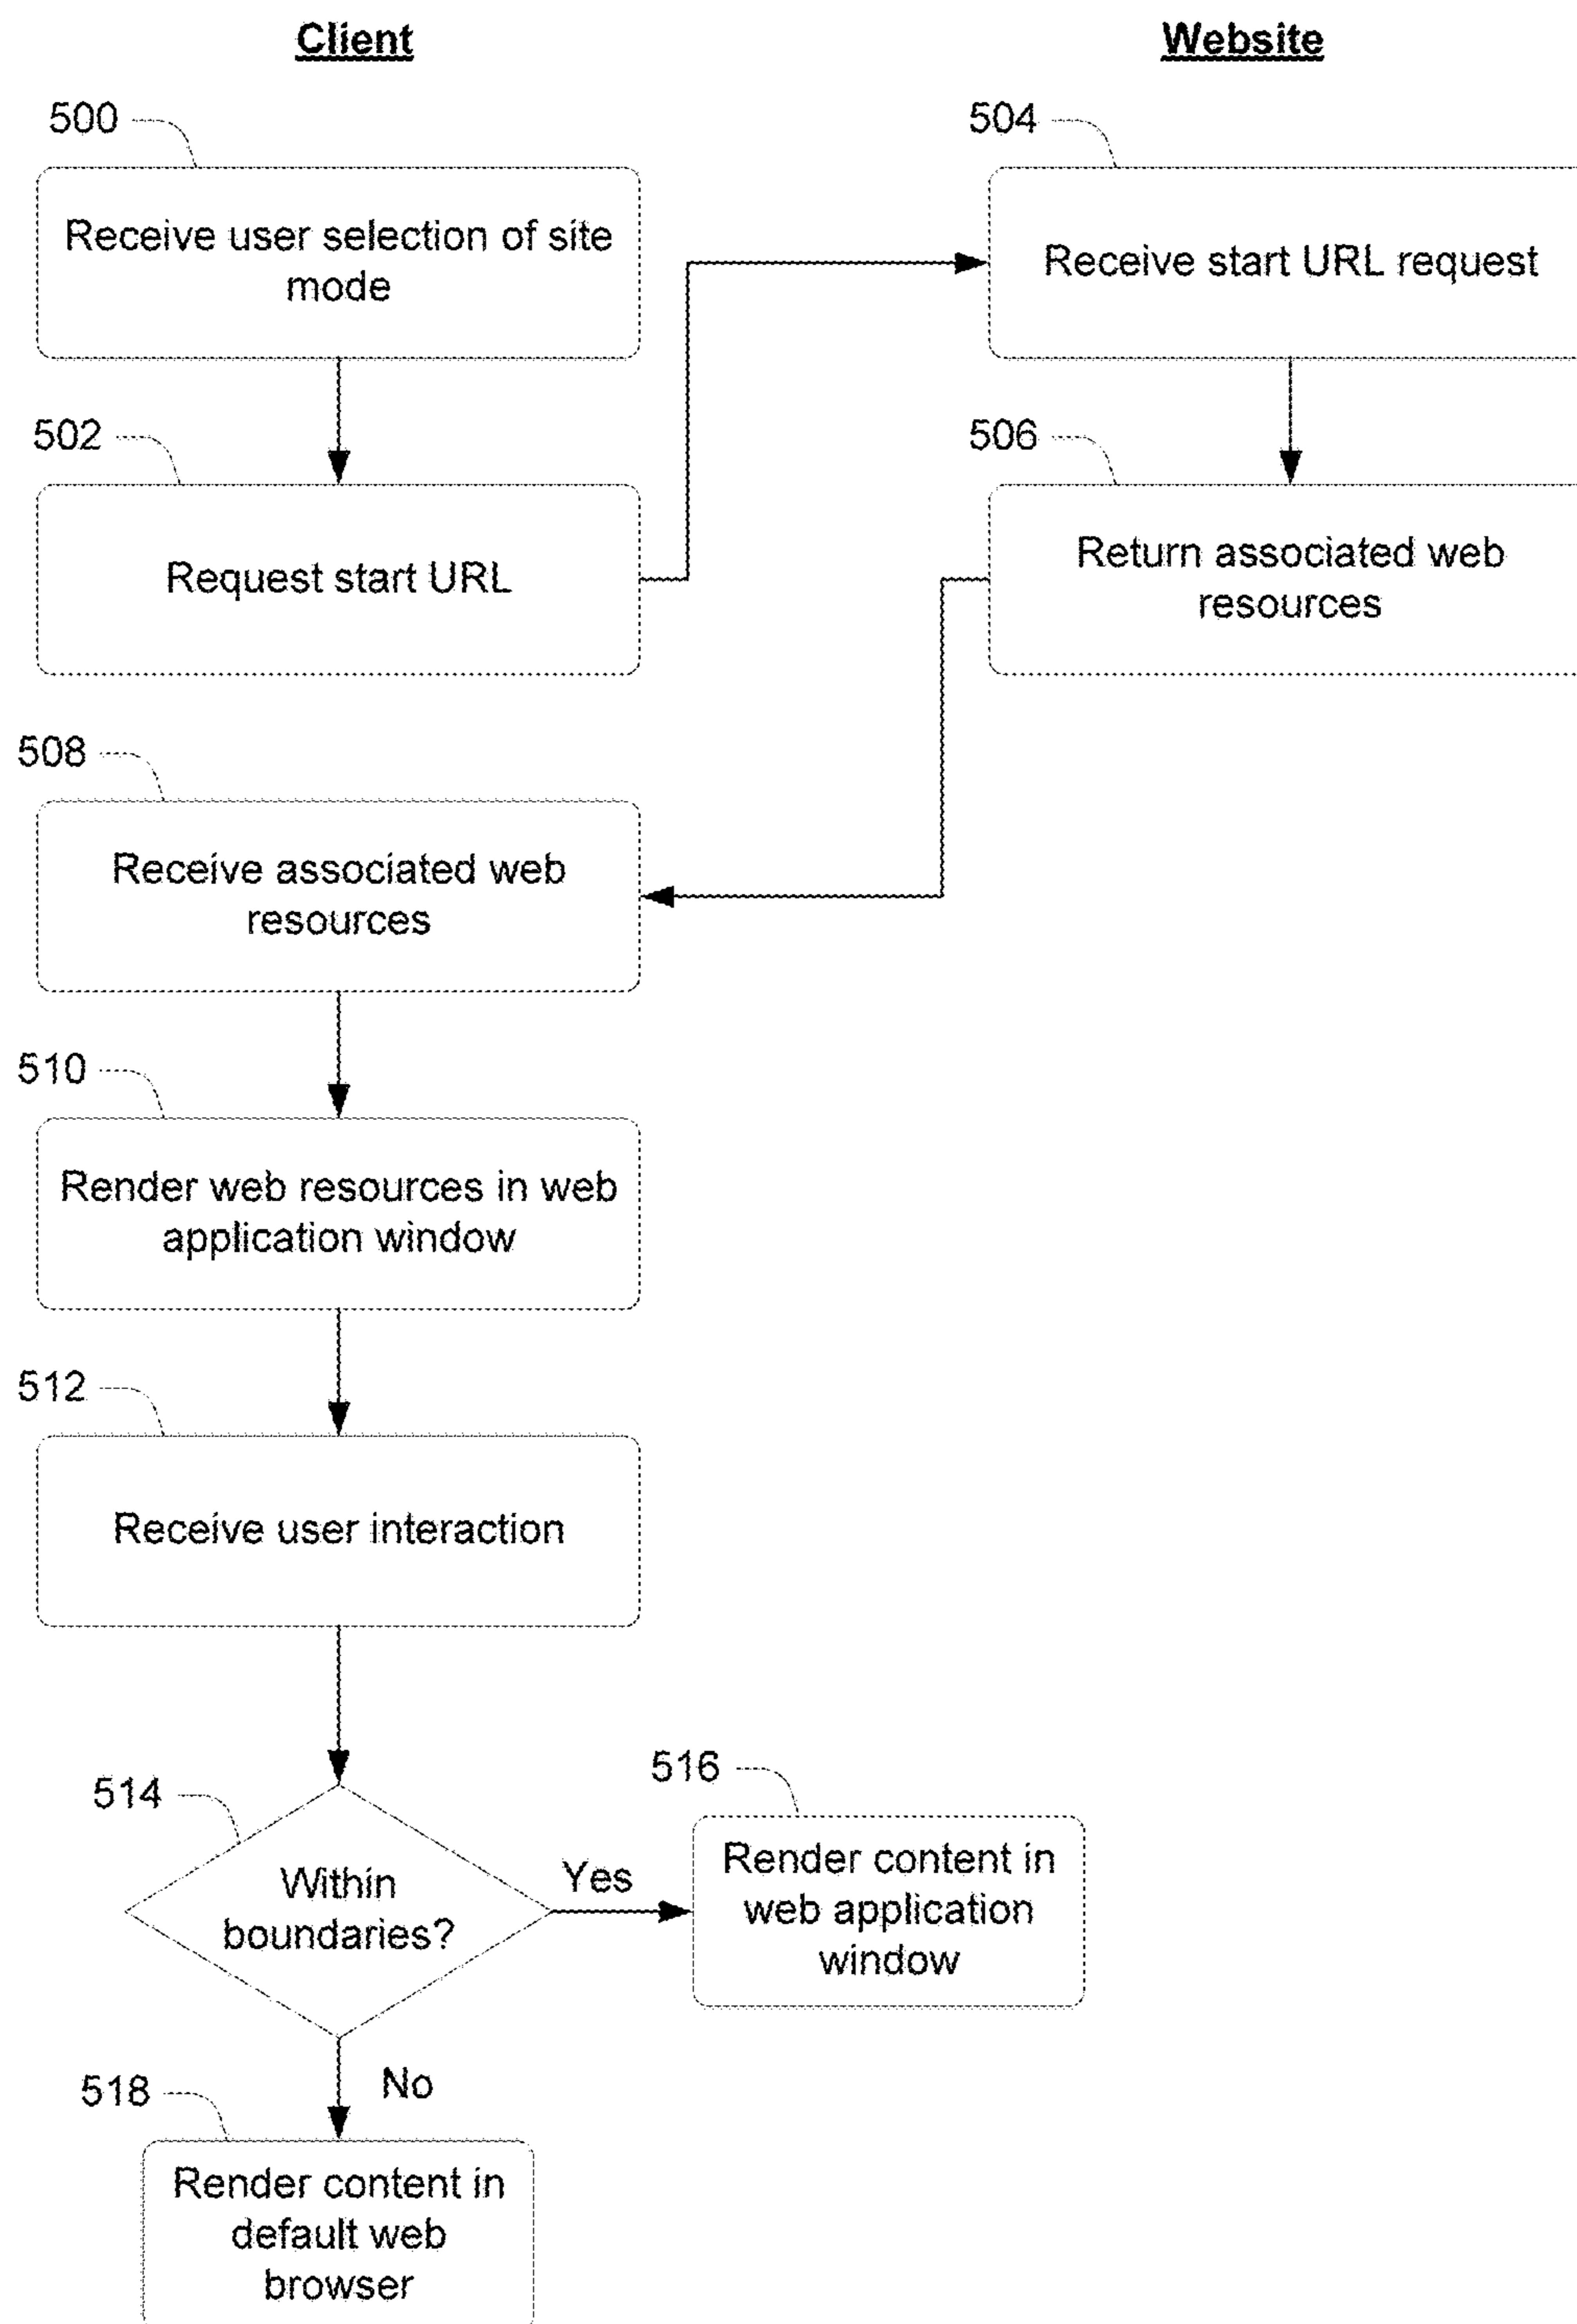 Client
Website
500
504
Receive user selection of site
mode
Receive start URL request
502
506
Request start URL
Return associated web
resources
508
Receive associated web
resources
510
Render web resources in web
application window
512
Receive user interaction
514
Within
boundaries?
Yes
516
Render content in
web application
window
No
518
Render content in
default web
browser